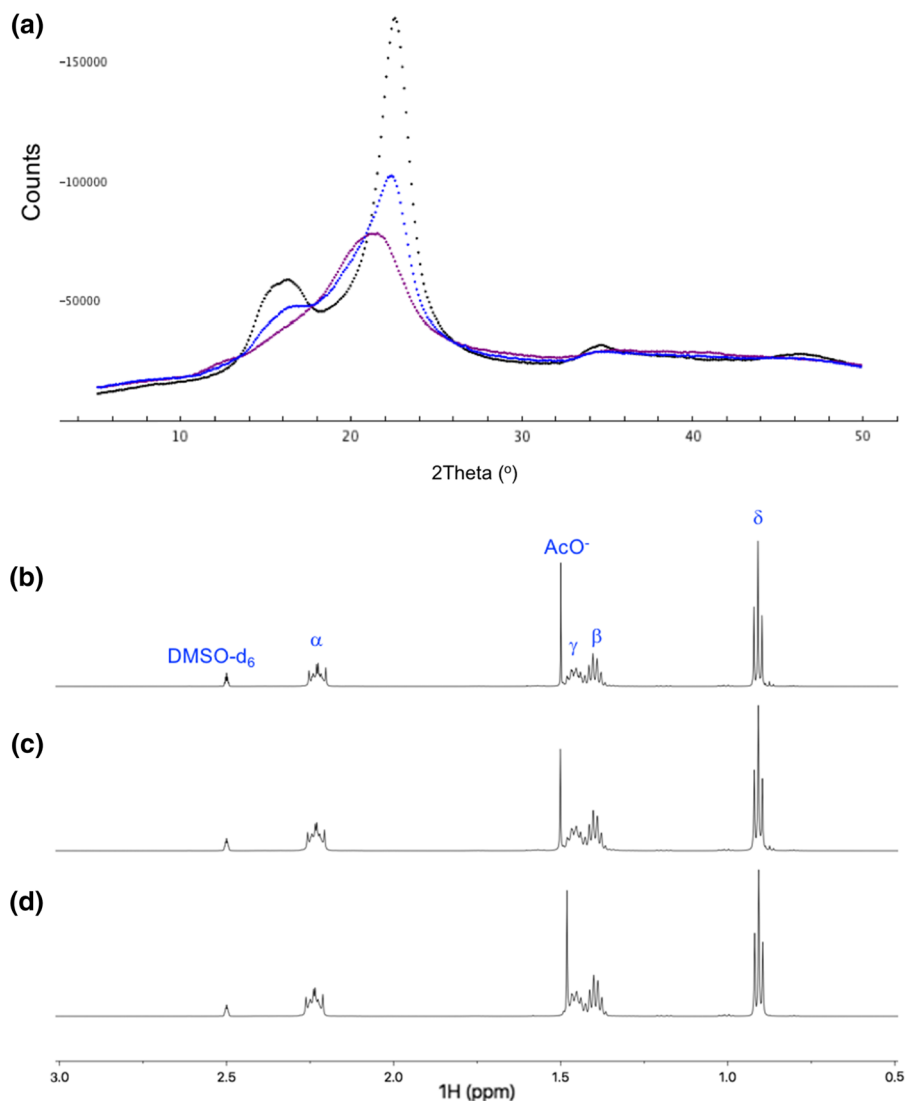 (a)
-150000
-100000
-50000
Counts
10 20 30 40 50
2Theta (º)
δ
AcO⁻
(b)
γ β
α
DMSO-d₆
(c)
(d)
3.0 2.5 2.0 1.5 1.0 0.5
1H (ppm)